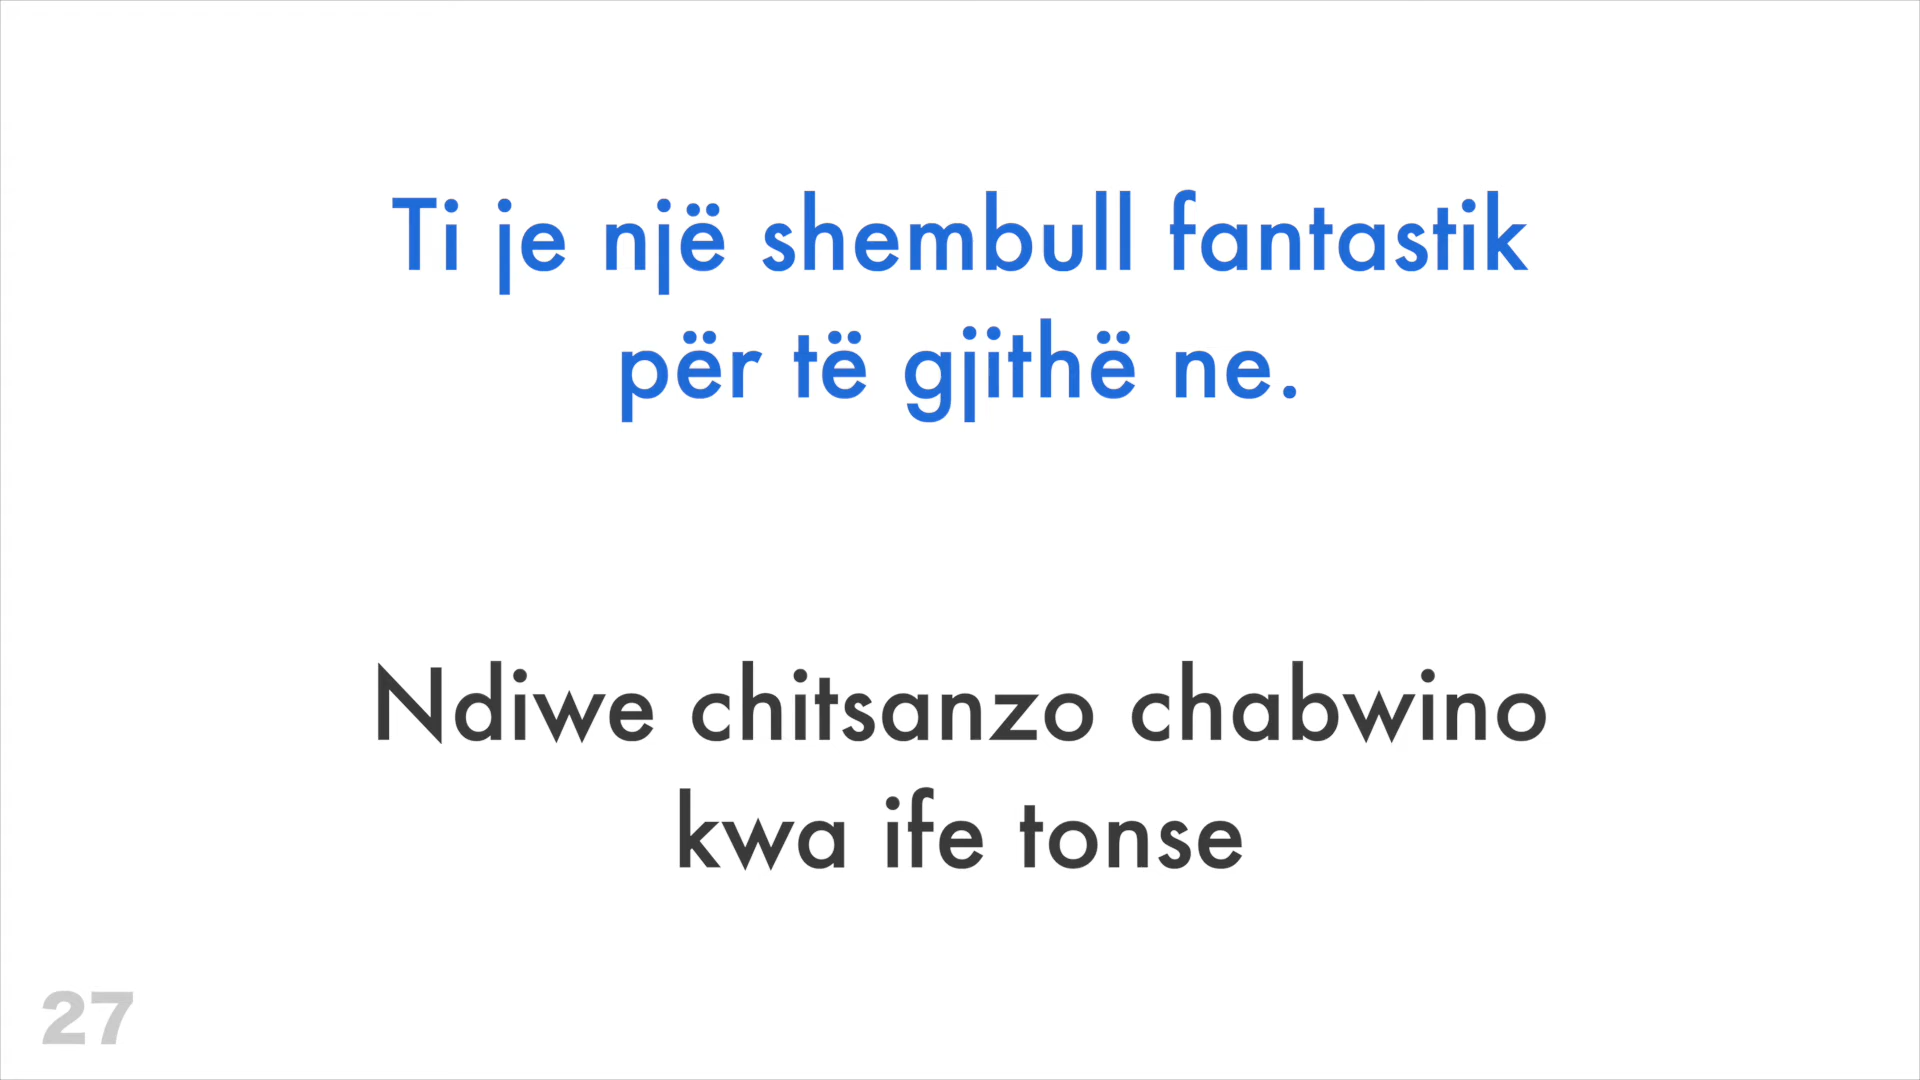 Ti je një shembull fantastik
për të gjithë ne.
Ndiwe chitsanzo chabwino
kwa ife tonse
27